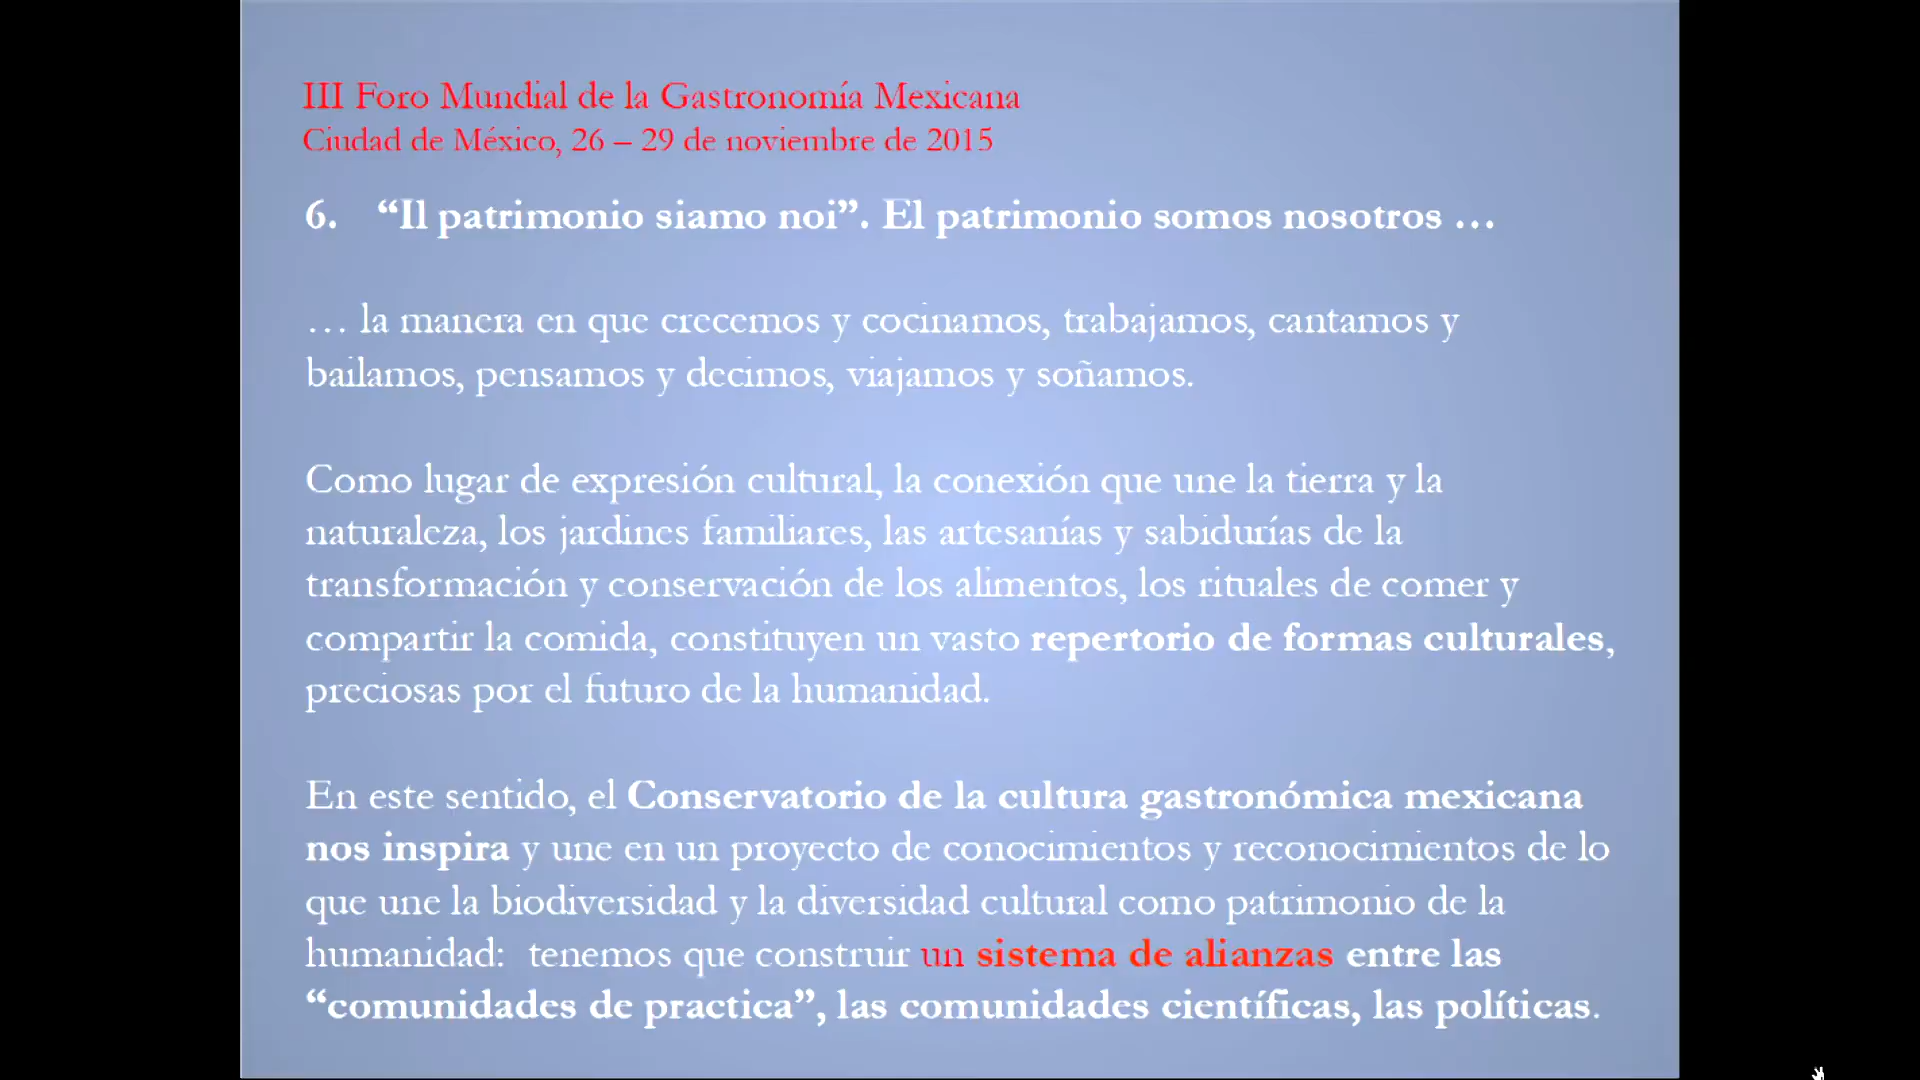 III Foro Mundial de la Gastronomía Mexicana
Ciudad de México, 26 – 29 de noviembre de 2015
6. “Il patrimonio siamo noi”. El patrimonio somos nosotros …
… la manera en que crecemos y cocinamos, trabajamos, cantamos y
bailamos, pensamos y decimos, viajamos y soñamos.
Como lugar de expresión cultural, la conexión que une la tierra y la
naturaleza, los jardines familiares, las artesanías y sabidurías de la
transformación y conservación de los alimentos, los rituales de comer y
compartir la comida, constituyen un vasto repertorio de formas culturales,
preciosas por el futuro de la humanidad.
En este sentido, el Conservatorio de la cultura gastronómica mexicana
nos inspira y une en un proyecto de conocimientos y reconocimientos de lo
que une la biodiversidad y la diversidad cultural como patrimonio de la
humanidad: tenemos que construir un sistema de alianzas entre las
“comunidades de practica”, las comunidades científicas, las políticas.